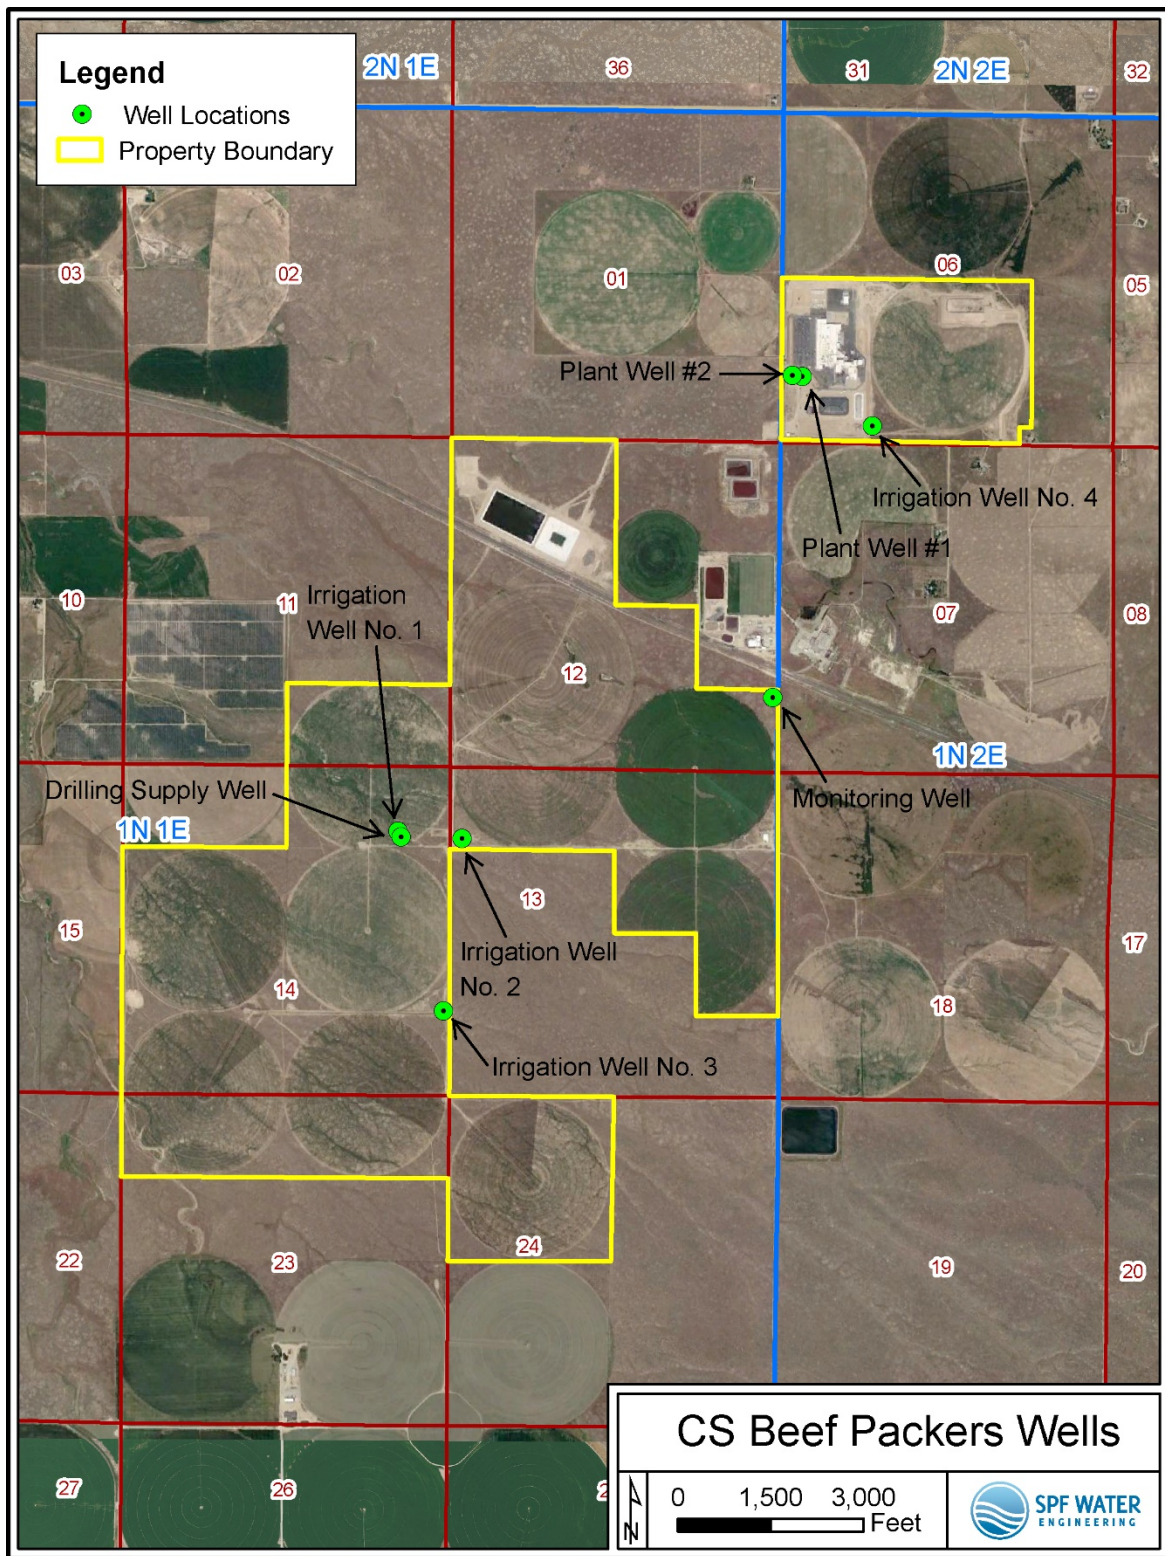 Legend
Well Locations
Property Boundary
2N 1E
36
31
2N 2E
32
03
02
01
06
05
Plant Well #2
Irrigation Well No. 4
Plant Well #1
10
11
Irrigation
Well No. 1
12
07
08
1N 2E
Drilling Supply Well
Monitoring Well
1N 1E
15
13
Irrigation Well
No. 2
17
14
18
Irrigation Well No. 3
22
23
24
19
20
27
26
CS Beef Packers Wells
N
0 1,500 3,000
Feet
SPF WATER
ENGINEERING